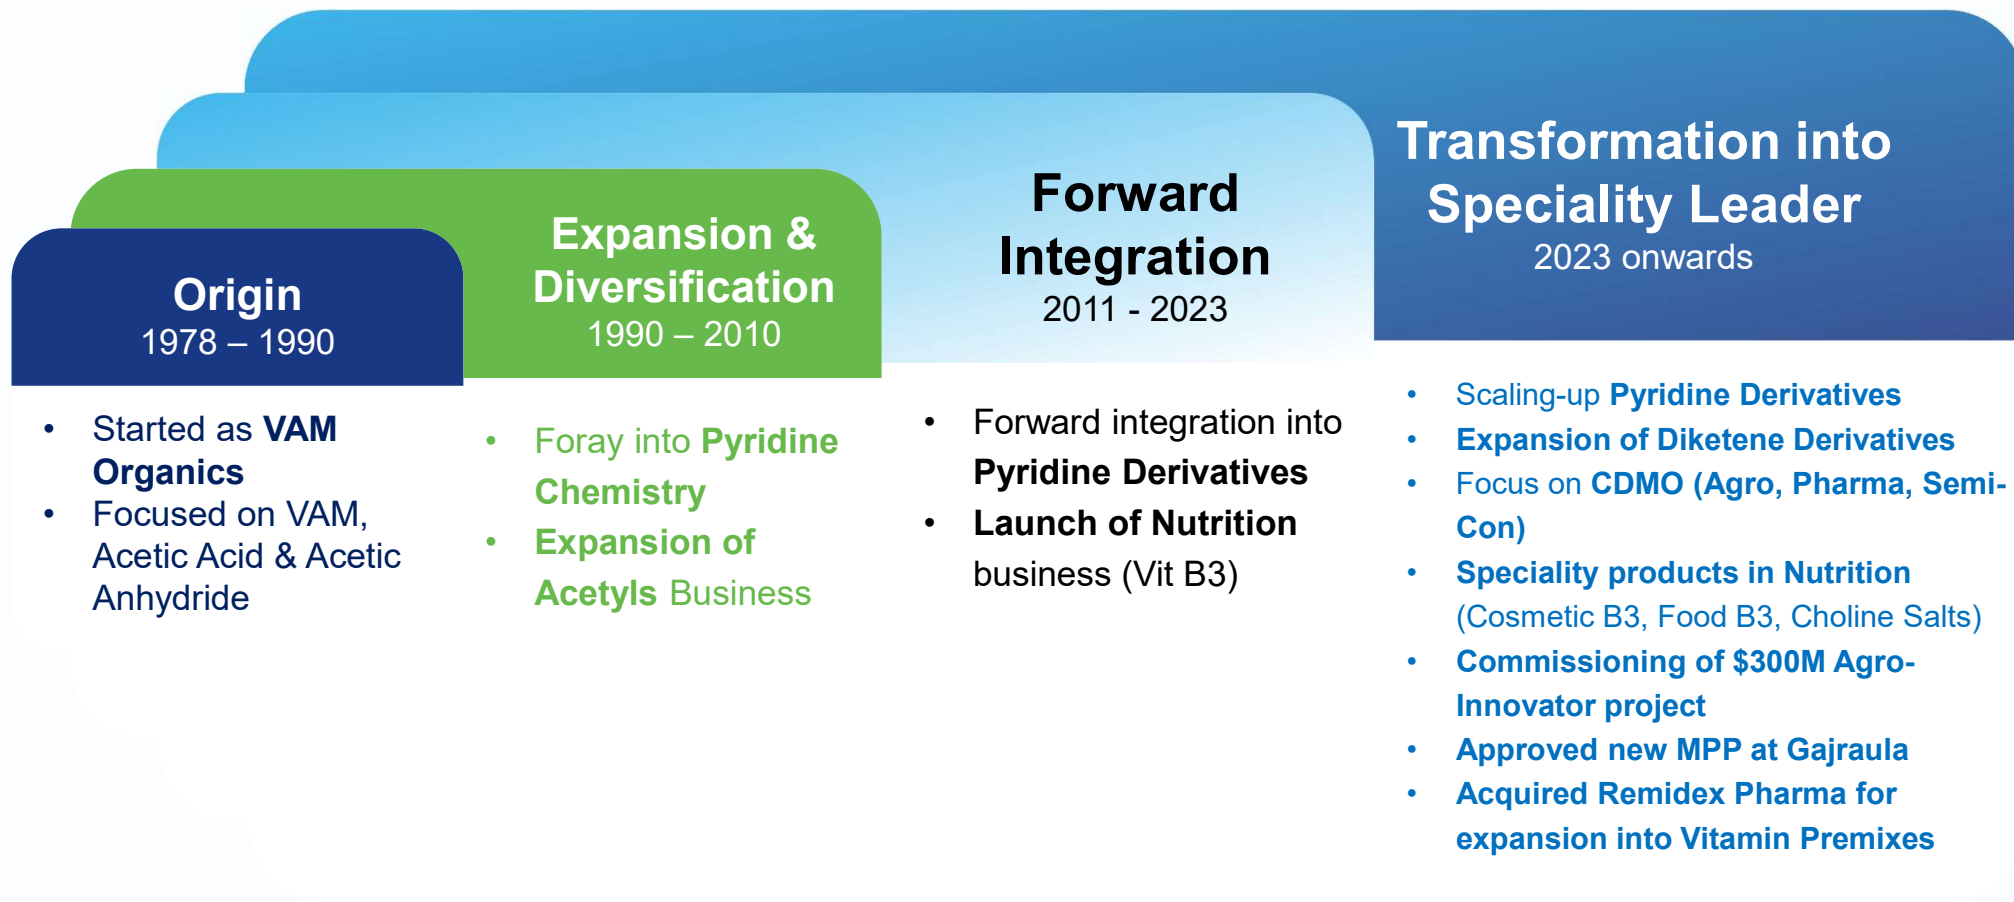 Origin
1978 – 1990
• Started as VAM
Organics
• Focused on VAM,
Acetic Acid & Acetic
Anhydride
Expansion &
Diversification
1990 – 2010
• Foray into Pyridine
Chemistry
• Expansion of
Acetyls Business
Forward
Integration
2011 - 2023
• Forward integration into
Pyridine Derivatives
• Launch of Nutrition
business (Vit B3)
Transformation into
Speciality Leader
2023 onwards
• Scaling-up Pyridine Derivatives
• Expansion of Diketene Derivatives
• Focus on CDMO (Agro, Pharma, Semi-
Con)
• Speciality products in Nutrition
(Cosmetic B3, Food B3, Choline Salts)
• Commissioning of $300M Agro-
Innovator project
• Approved new MPP at Gajraula
• Acquired Remidex Pharma for
expansion into Vitamin Premixes